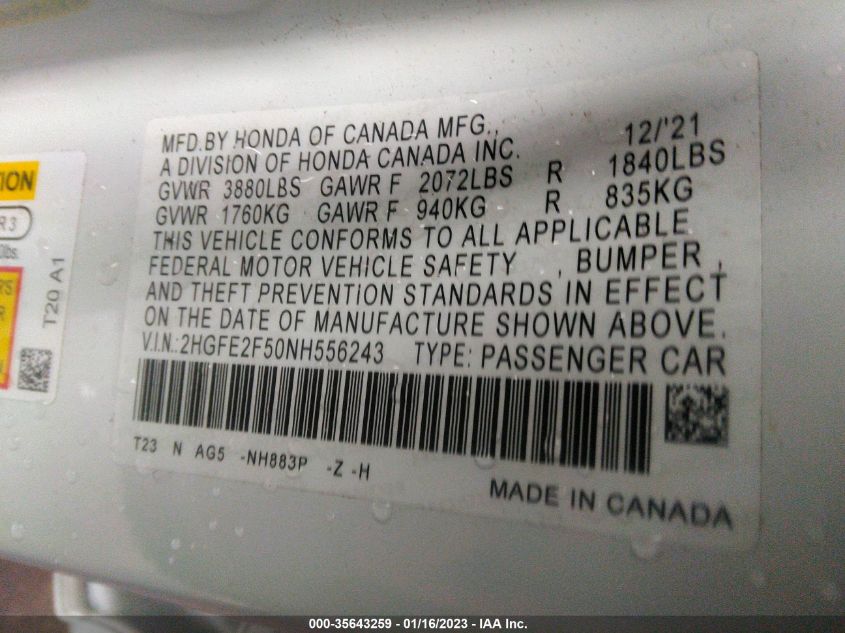 MFD.BY HONDA OF CANADA MFG., 12/'21
A DIVISION OF HONDA CANADA INC.
GVWR 3880LBS GAWR F 2072LBS R 1840LBS
GVWR 1760KG GAWR F 940KG R 835KG
THIS VEHICLE CONFORMS TO ALL APPLICABLE
FEDERAL MOTOR VEHICLE SAFETY , BUMPER ,
AND THEFT PREVENTION STANDARDS IN EFFECT
ON THE DATE OF MANUFACTURE SHOWN ABOVE.
V.I.N.:2HGFE2F50NH556243 TYPE: PASSENGER CAR
T23 N AG5 -NH883P -Z -H
MADE IN CANADA
T20 A1
000-35643259 - 01/16/2023 - IAA Inc.